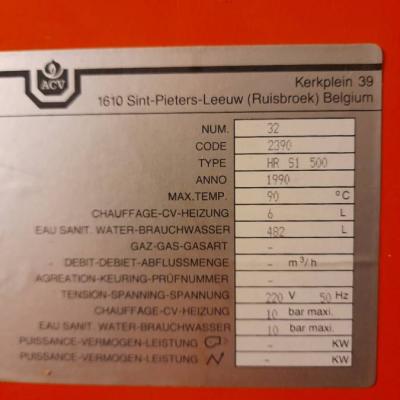 ACV
Kerkplein 39
1610 Sint-Pieters-Leeuw (Ruisbroek) Belgium
NUM. 32
CODE 2390
TYPE HR S1 500
ANNO 1990
MAX.TEMP. 90 °C
CHAUFFAGE-CV-HEIZUNG 6 L
EAU SANIT. WATER-BRAUCHWASSER 482 L
GAZ-GAS-GASART -
DEBIT-DEBIET-ABFLUSSMENGE - m³/h
AGREATION-KEURING-PRÜFNUMMER -
TENSION-SPANNING-SPANNUNG 220 V 50 Hz
CHAUFFAGE-CV-HEIZUNG 10 bar maxi.
EAU SANIT. WATER-BRAUCHWASSER 10 bar maxi.
PUISSANCE-VERMOGEN-LEISTUNG - KW
PUISSANCE-VERMOGEN-LEISTUNG - KW